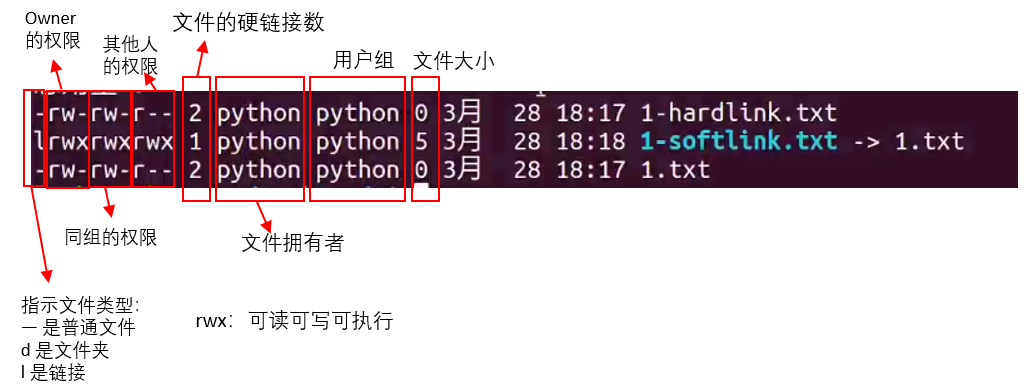 Owner
的权限
其他人
的权限
文件的硬链接数
用户组
文件大小
-rw-rw-r-- 2 python python 0 3月 28 18:17 1-hardlink.txt
lrwxrwxrwx 1 python python 5 3月 28 18:18 1-softlink.txt -> 1.txt
-rw-rw-r-- 2 python python 0 3月 28 18:17 1.txt
同组的权限
文件拥有者
指示文件类型:
一 是普通文件
d 是文件夹
l 是链接
rwx：可读可写可执行